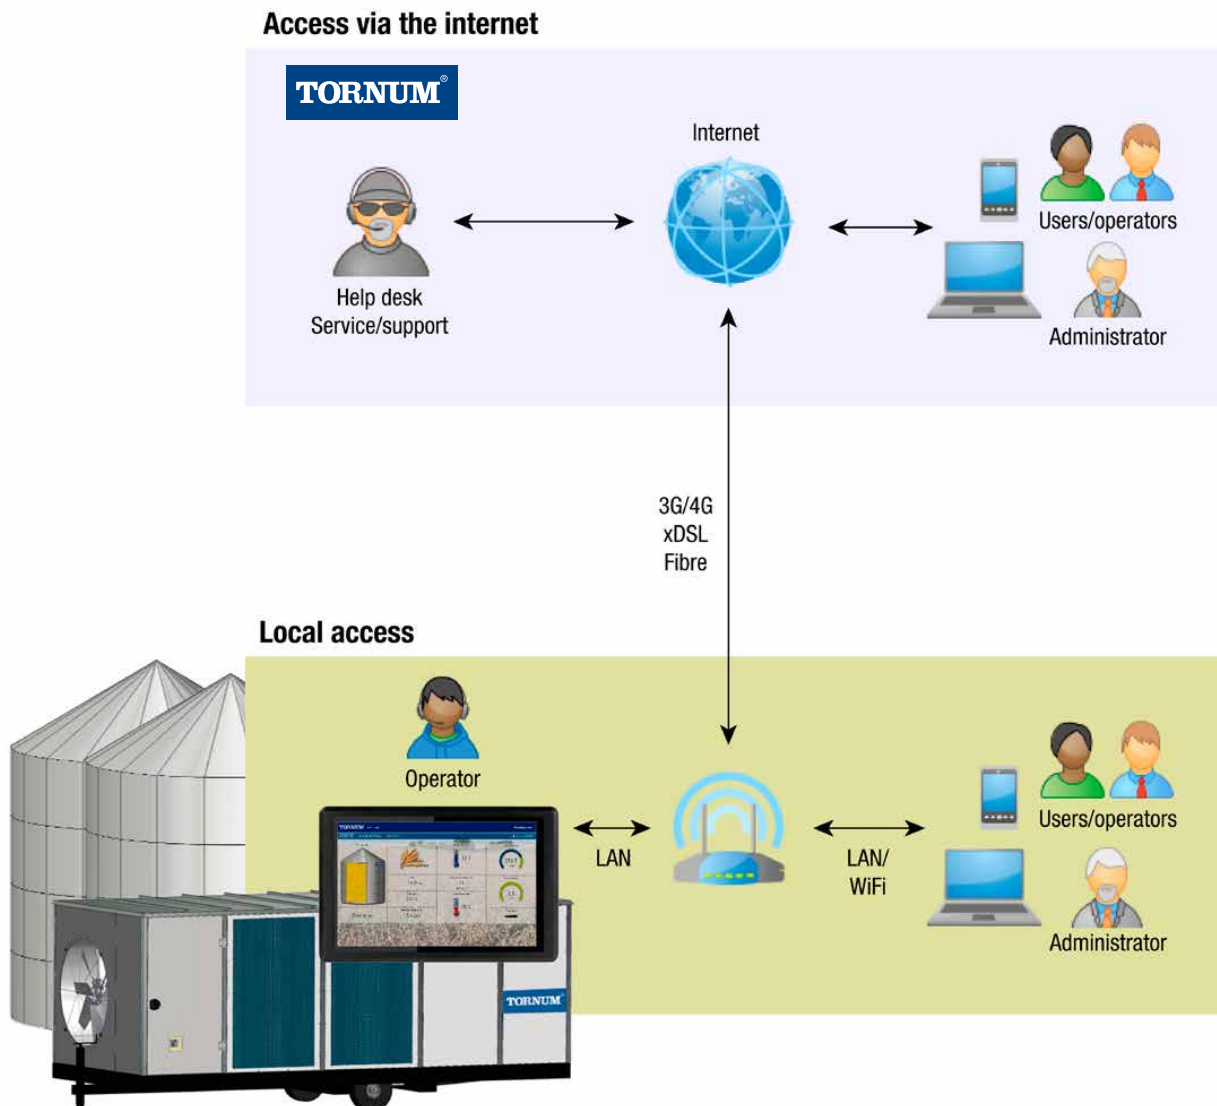 Access via the internet
TORNUM®
Internet
Users/operators
Help desk
Service/support
Administrator
3G/4G
xDSL
Fibre
Local access
Operator
TORNUM
LAN
LAN/
WiFi
Users/operators
Administrator
TORNUM®